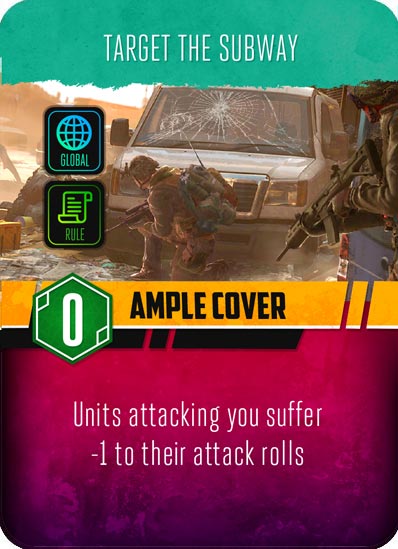 TARGET THE SUBWAY
GLOBAL
RULE
0
AMPLE COVER
Units attacking you suffer
-1 to their attack rolls